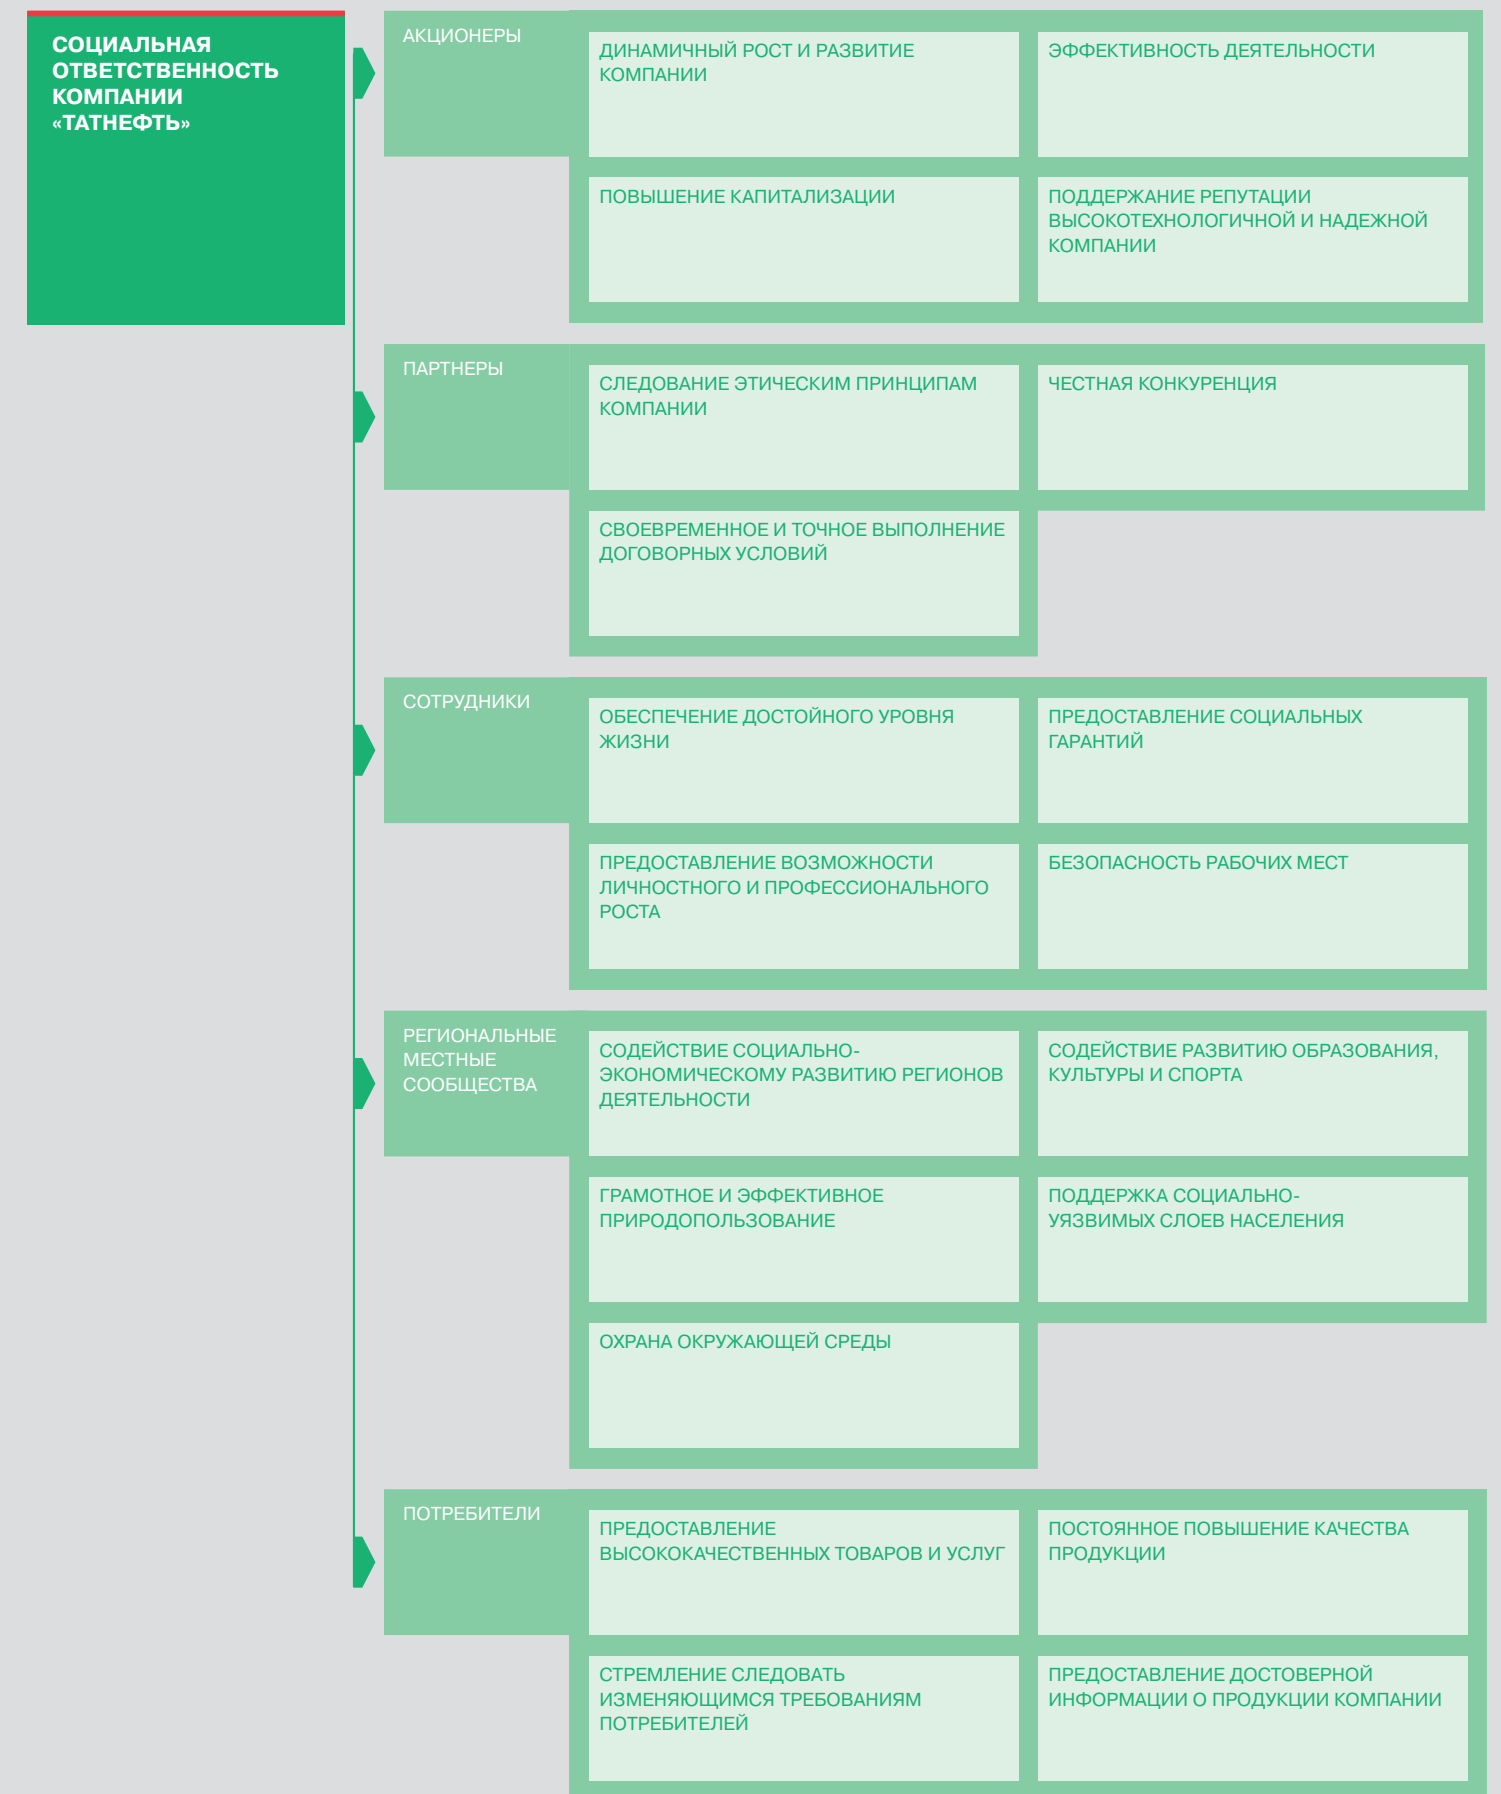 СОЦИАЛЬНАЯ
ОТВЕТСТВЕННОСТЬ
КОМПАНИИ
«ТАТНЕФТЬ»
АКЦИОНЕРЫ
ДИНАМИЧНЫЙ РОСТ И РАЗВИТИЕ
КОМПАНИИ
ЭФФЕКТИВНОСТЬ ДЕЯТЕЛЬНОСТИ
ПОВЫШЕНИЕ КАПИТАЛИЗАЦИИ
ПОДДЕРЖАНИЕ РЕПУТАЦИИ
ВЫСОКОТЕХНОЛОГИЧНОЙ И НАДЕЖНОЙ
КОМПАНИИ
ПАРТНЕРЫ
СЛЕДОВАНИЕ ЭТИЧЕСКИМ ПРИНЦИПАМ
КОМПАНИИ
ЧЕСТНАЯ КОНКУРЕНЦИЯ
СВОЕВРЕМЕННОЕ И ТОЧНОЕ ВЫПОЛНЕНИЕ
ДОГОВОРНЫХ УСЛОВИЙ
СОТРУДНИКИ
ОБЕСПЕЧЕНИЕ ДОСТОЙНОГО УРОВНЯ
ЖИЗНИ
ПРЕДОСТАВЛЕНИЕ СОЦИАЛЬНЫХ
ГАРАНТИЙ
ПРЕДОСТАВЛЕНИЕ ВОЗМОЖНОСТИ
ЛИЧНОСТНОГО И ПРОФЕССИОНАЛЬНОГО
РОСТА
БЕЗОПАСНОСТЬ РАБОЧИХ МЕСТ
РЕГИОНАЛЬНЫЕ
МЕСТНЫЕ
СООБЩЕСТВА
СОДЕЙСТВИЕ СОЦИАЛЬНО-
ЭКОНОМИЧЕСКОМУ РАЗВИТИЮ РЕГИОНОВ
ДЕЯТЕЛЬНОСТИ
СОДЕЙСТВИЕ РАЗВИТИЮ ОБРАЗОВАНИЯ,
КУЛЬТУРЫ И СПОРТА
ГРАМОТНОЕ И ЭФФЕКТИВНОЕ
ПРИРОДОПОЛЬЗОВАНИЕ
ПОДДЕРЖКА СОЦИАЛЬНО-
УЯЗВИМЫХ СЛОЕВ НАСЕЛЕНИЯ
ОХРАНА ОКРУЖАЮЩЕЙ СРЕДЫ
ПОТРЕБИТЕЛИ
ПРЕДОСТАВЛЕНИЕ
ВЫСОКОКАЧЕСТВЕННЫХ ТОВАРОВ И УСЛУГ
ПОСТОЯННОЕ ПОВЫШЕНИЕ КАЧЕСТВА
ПРОДУКЦИИ
СТРЕМЛЕНИЕ СЛЕДОВАТЬ
ИЗМЕНЯЮЩИМСЯ ТРЕБОВАНИЯМ
ПОТРЕБИТЕЛЕЙ
ПРЕДОСТАВЛЕНИЕ ДОСТОВЕРНОЙ
ИНФОРМАЦИИ О ПРОДУКЦИИ КОМПАНИИ